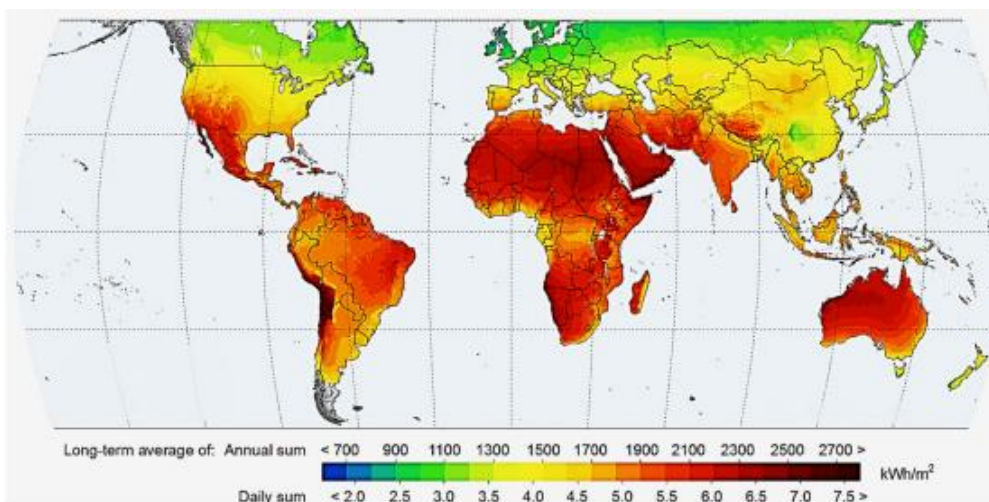 Long-term average of: Annual sum < 700 900 1100 1300 1500 1700 1900 2100 2300 2500 2700 >
kWh/m²
Daily sum < 2.0 2.5 3.0 3.5 4.0 4.5 5.0 5.5 6.0 6.5 7.0 7.5 >